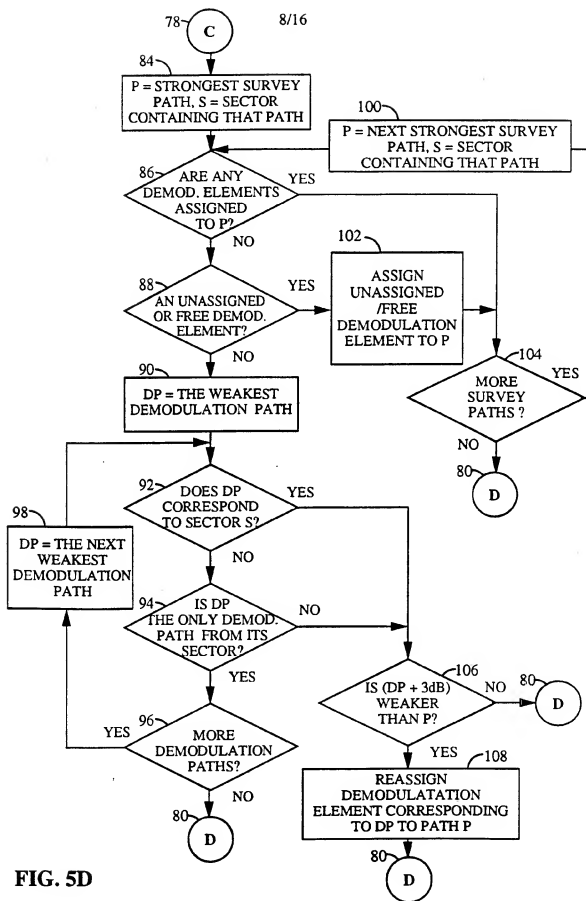 78
C
8/16
84
P = STRONGEST SURVEY
PATH, S = SECTOR
CONTAINING THAT PATH
100
P = NEXT STRONGEST SURVEY
PATH, S = SECTOR
CONTAINING THAT PATH
86
ARE ANY
DEMOD. ELEMENTS
ASSIGNED
TO P?
YES
NO
102
88
AN UNASSIGNED
OR FREE DEMOD.
ELEMENT?
YES
NO
ASSIGN
UNASSIGNED
/FREE
DEMODULATION
ELEMENT TO P
90
DP = THE WEAKEST
DEMODULATION PATH
104
MORE
SURVEY
PATHS ?
YES
NO
80
D
92
DOES DP
CORRESPOND
TO SECTOR S?
YES
NO
98
DP = THE NEXT
WEAKEST
DEMODULATION
PATH
94
IS DP
THE ONLY DEMOD.
PATH FROM ITS
SECTOR?
NO
YES
106
IS (DP + 3dB)
WEAKER
THAN P?
NO
80
D
YES
96
MORE
DEMODULATION
PATHS?
YES
NO
80
D
108
REASSIGN
DEMODULATATION
ELEMENT CORRESPONDING
TO DP TO PATH P
80
D
FIG. 5D